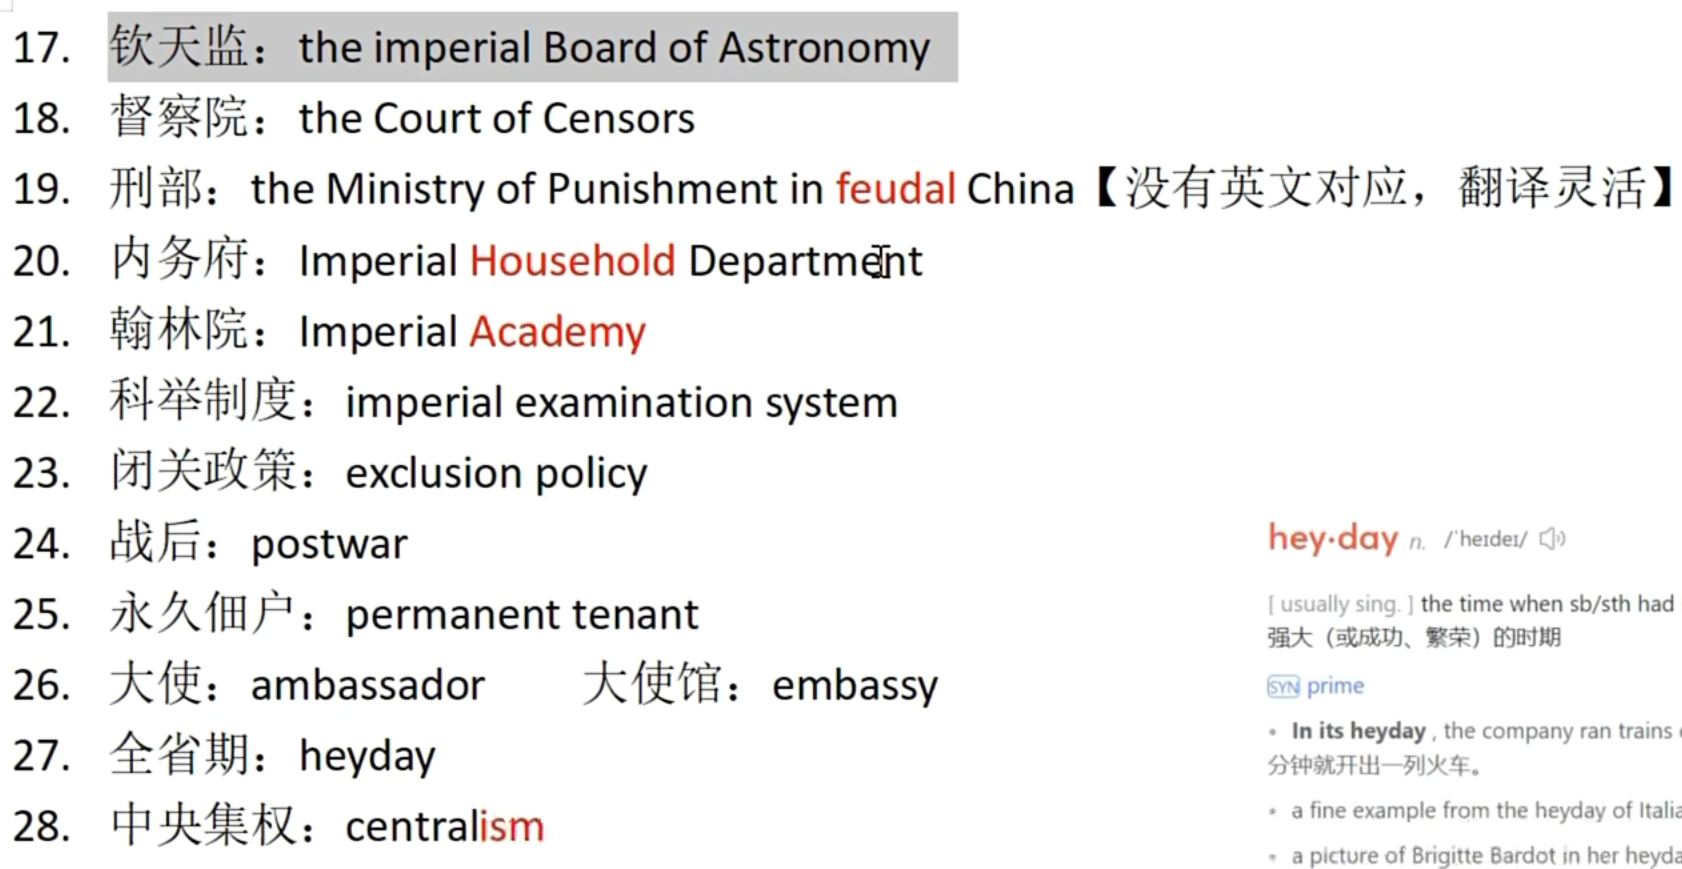 17. 钦天监：the imperial Board of Astronomy
18. 督察院：the Court of Censors
19. 刑部：the Ministry of Punishment in feudal China【没有英文对应，翻译灵活】
20. 内务府：Imperial Household Department
21. 翰林院：Imperial Academy
22. 科举制度：imperial examination system
23. 闭关政策：exclusion policy
24. 战后：postwar
25. 永久佃户：permanent tenant
26. 大使：ambassador 大使馆：embassy
27. 全省期：heyday
28. 中央集权：centralism
hey·day n. /ˈheɪdeɪ/
[ usually sing. ] the time when sb/sth had
强大（或成功、繁荣）的时期
SYN prime
• In its heyday , the company ran trains
分钟就开出一列火车。
• a fine example from the heyday of Italia
• a picture of Brigitte Bardot in her heyda